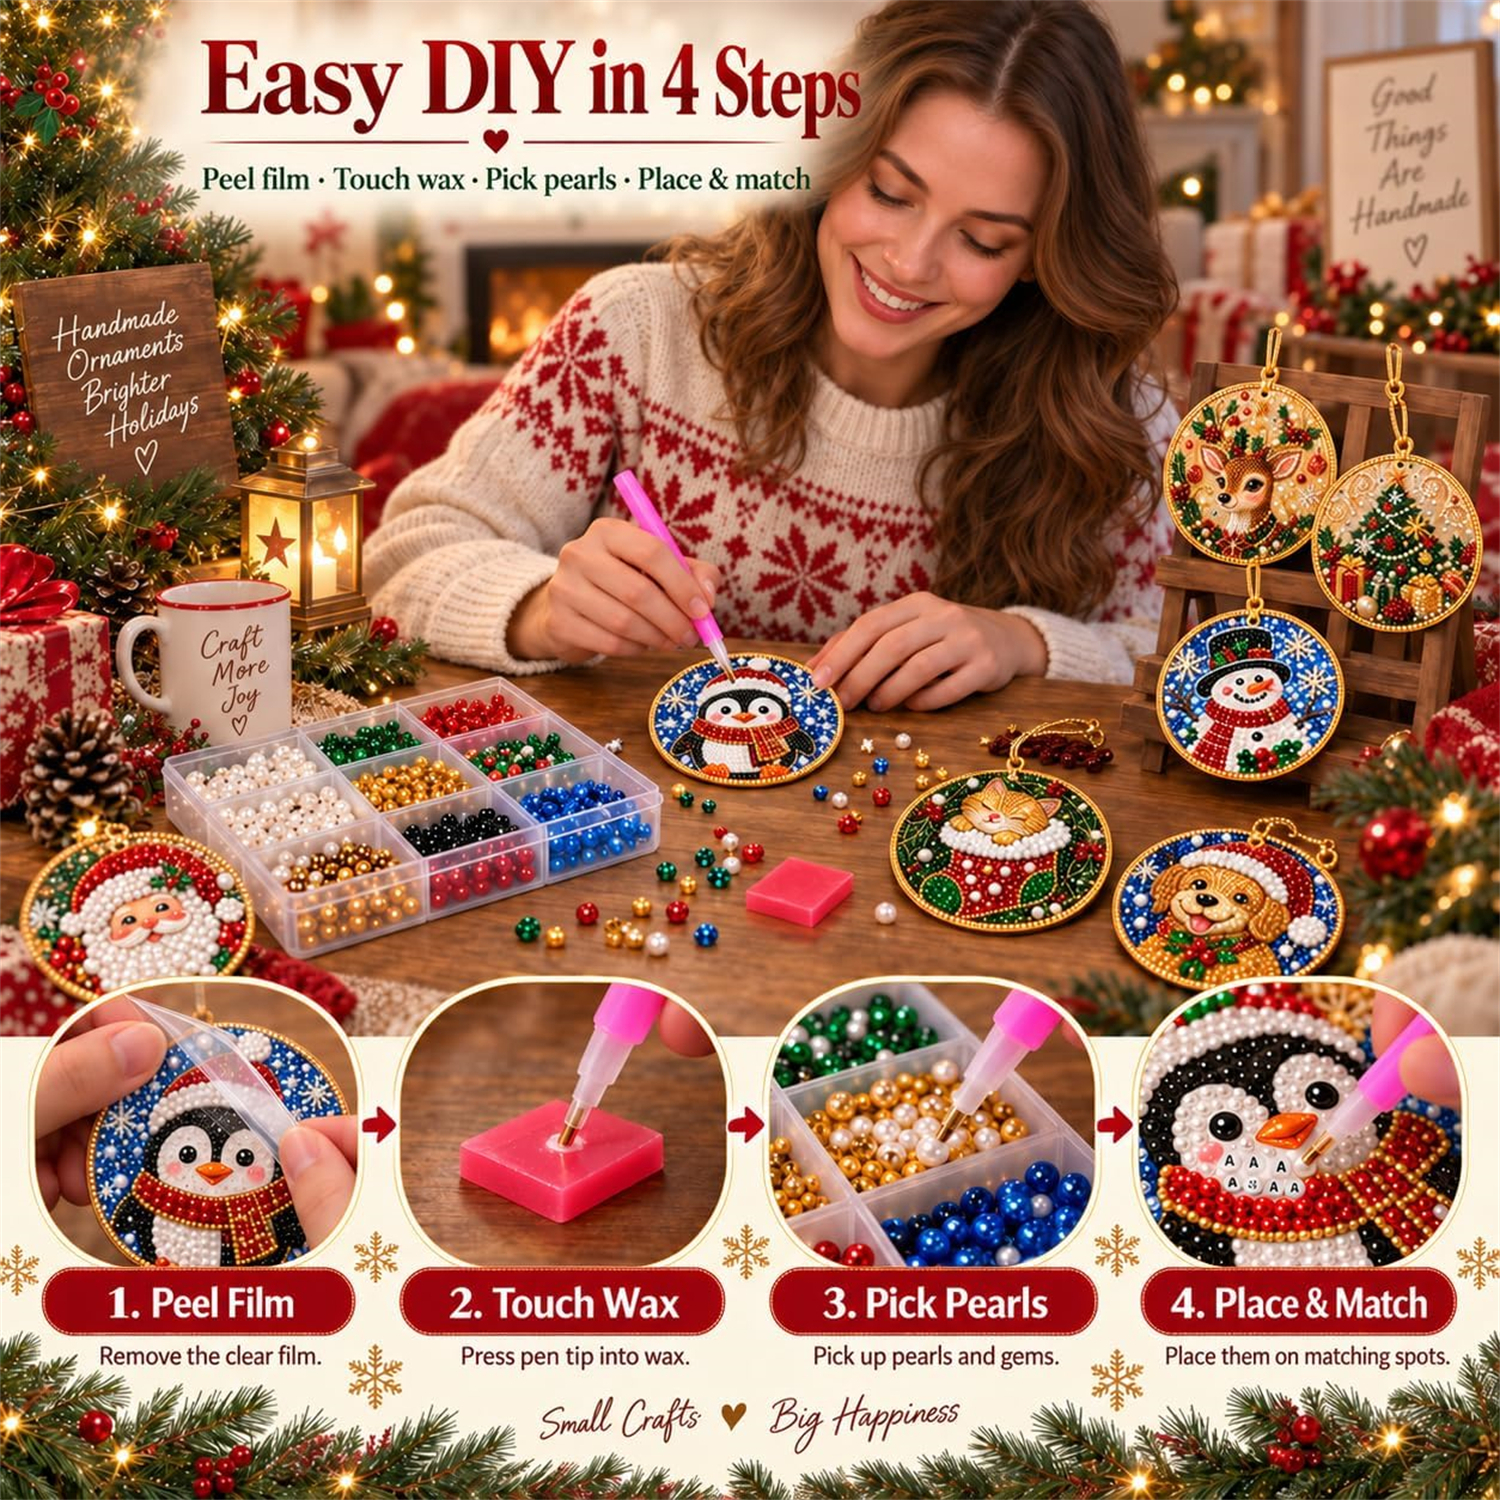 Easy DIY in 4 Steps
Peel film · Touch wax · Pick pearls · Place & match
Good
Things
Are
Handmade
Handmade
Ornaments
Brighter
Holidays
Craft
More
Joy
A A A
A A A A
1. Peel Film
Remove the clear film.
2. Touch Wax
Press pen tip into wax.
3. Pick Pearls
Pick up pearls and gems.
4. Place & Match
Place them on matching spots.
Small Crafts
Big Happiness